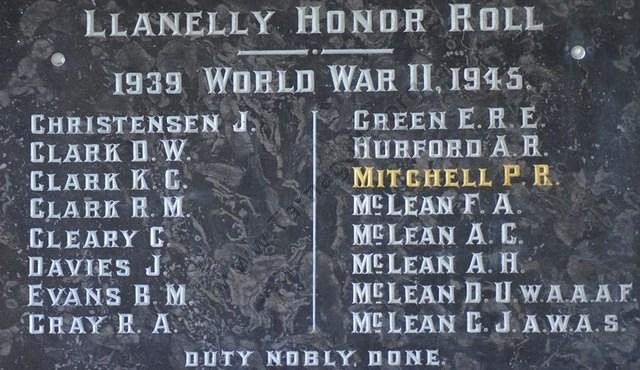 LLANELLY HONOR ROLL
1939 WORLD WAR II, 1945.
CHRISTENSEN J.
CLARK D. W.
CLARK K. C.
CLARK R. M.
CLEARY C.
DAVIES J.
EVANS B. M.
GRAY R. A.
GREEN E. R. E.
HURFORD A. R.
MITCHELL P. R.
McLEAN F. A.
McLEAN A. C.
McLEAN A. H.
McLEAN D. U. W.A.A.A.F.
McLEAN C. J. A.W.A.S.
DUTY NOBLY, DONE.